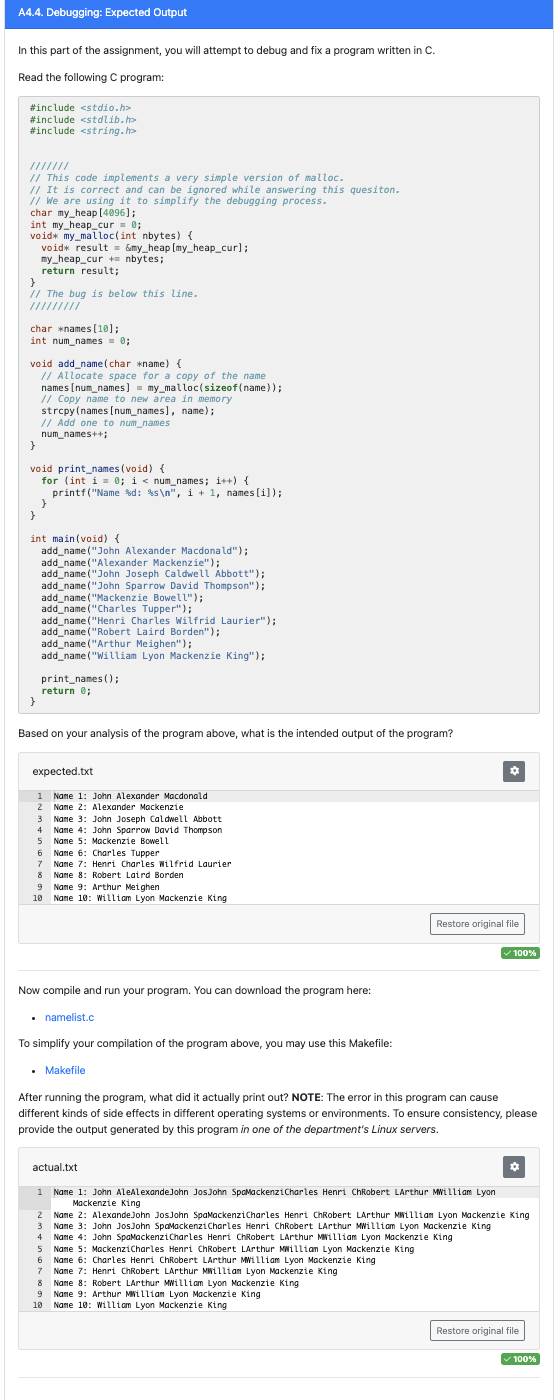 A4.4. Debugging: Expected Output
In this part of the assignment, you will attempt to debug and fix a program written in C.
Read the following C program:
#include <stdio.h>
#include <stdlib.h>
#include <string.h>
///////
// This code implements a very simple version of malloc.
// It is correct and can be ignored while answering this quesiton.
// We are using it to simplify the debugging process.
char my_heap[4096];
int my_heap_cur = 0;
void* my_malloc(int nbytes) {
  void* result = &my_heap[my_heap_cur];
  my_heap_cur += nbytes;
  return result;
}
// The bug is below this line.
/////////
char *names[10];
int num_names = 0;
void add_name(char *name) {
  // Allocate space for a copy of the name
  names[num_names] = my_malloc(sizeof(name));
  // Copy name to new area in memory
  strcpy(names[num_names], name);
  // Add one to num_names
  num_names++;
}
void print_names(void) {
  for (int i = 0; i < num_names; i++) {
    printf("Name %d: %s\n", i + 1, names[i]);
  }
}
int main(void) {
  add_name("John Alexander Macdonald");
  add_name("Alexander Mackenzie");
  add_name("John Joseph Caldwell Abbott");
  add_name("John Sparrow David Thompson");
  add_name("Mackenzie Bowell");
  add_name("Charles Tupper");
  add_name("Henri Charles Wilfrid Laurier");
  add_name("Robert Laird Borden");
  add_name("Arthur Meighen");
  add_name("William Lyon Mackenzie King");
  print_names();
  return 0;
}
Based on your analysis of the program above, what is the intended output of the program?
expected.txt
1 Name 1: John Alexander Macdonald
2 Name 2: Alexander Mackenzie
3 Name 3: John Joseph Caldwell Abbott
4 Name 4: John Sparrow David Thompson
5 Name 5: Mackenzie Bowell
6 Name 6: Charles Tupper
7 Name 7: Henri Charles Wilfrid Laurier
8 Name 8: Robert Laird Borden
9 Name 9: Arthur Meighen
10 Name 10: William Lyon Mackenzie King
Restore original file
✓ 100%
Now compile and run your program. You can download the program here:
• namelist.c
To simplify your compilation of the program above, you may use this Makefile:
• Makefile
After running the program, what did it actually print out? NOTE: The error in this program can cause
different kinds of side effects in different operating systems or environments. To ensure consistency, please
provide the output generated by this program in one of the department's Linux servers.
actual.txt
1 Name 1: John AleAlexandeJohn JosJohn SpaMackenziCharles Henri ChRobert LArthur MWilliam Lyon
Mackenzie King
2 Name 2: AlexandeJohn JosJohn SpaMackenziCharles Henri ChRobert LArthur MWilliam Lyon Mackenzie King
3 Name 3: John JosJohn SpaMackenziCharles Henri ChRobert LArthur MWilliam Lyon Mackenzie King
4 Name 4: John SpaMackenziCharles Henri ChRobert LArthur MWilliam Lyon Mackenzie King
5 Name 5: MackenziCharles Henri ChRobert LArthur MWilliam Lyon Mackenzie King
6 Name 6: Charles Henri ChRobert LArthur MWilliam Lyon Mackenzie King
7 Name 7: Henri ChRobert LArthur MWilliam Lyon Mackenzie King
8 Name 8: Robert LArthur MWilliam Lyon Mackenzie King
9 Name 9: Arthur MWilliam Lyon Mackenzie King
10 Name 10: William Lyon Mackenzie King
Restore original file
✓ 100%